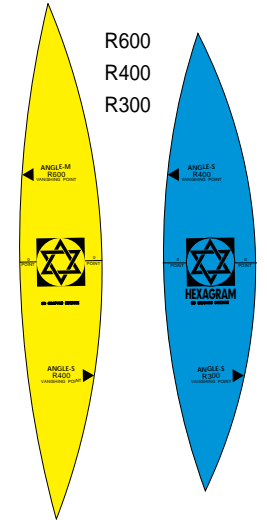 R600
R400
R300
ANGLE-M
R600
VANISHING POINT
0
POINT
0
POINT
ANGLE-S
R400
VANISHING POINT
ANGLE-S
R400
VANISHING POINT
0
POINT
0
POINT
HEXAGRAM
ANGLE-S
R300
VANISHING POINT